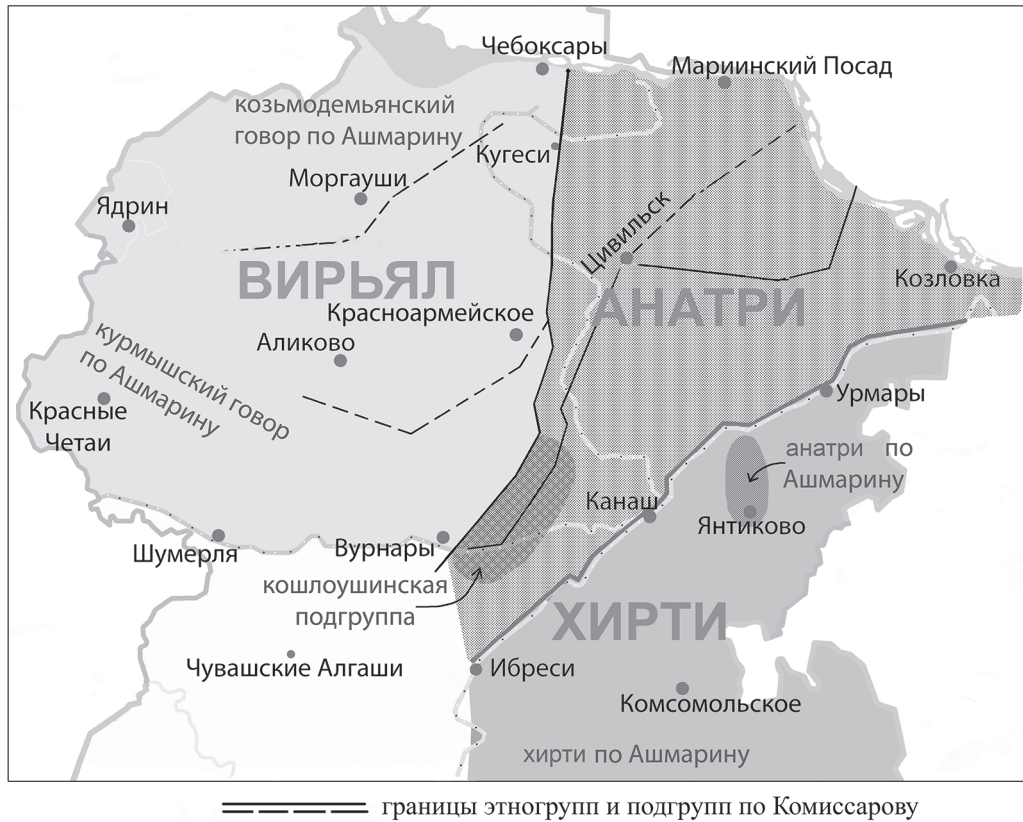 Чебоксары
Мариинский Посад
козьмодемьянский
говор по Ашмарину
Кугеси
Моргауши
Ядрин
Цивильск
ВИРЬЯЛ
АНАТРИ
Козловка
Красноармейское
Аликово
курмышский говор
по Ашмарину
Красные
Четаи
Урмары
анатри по
Ашмарину
Канаш
Янтиково
Шумерля
Вурнары
кошлоушинская
подгруппа
ХИРТИ
Чувашские Алгаши
Ибреси
Комсомольское
хирти по Ашмарину
границы этногрупп и подгрупп по Комиссарову